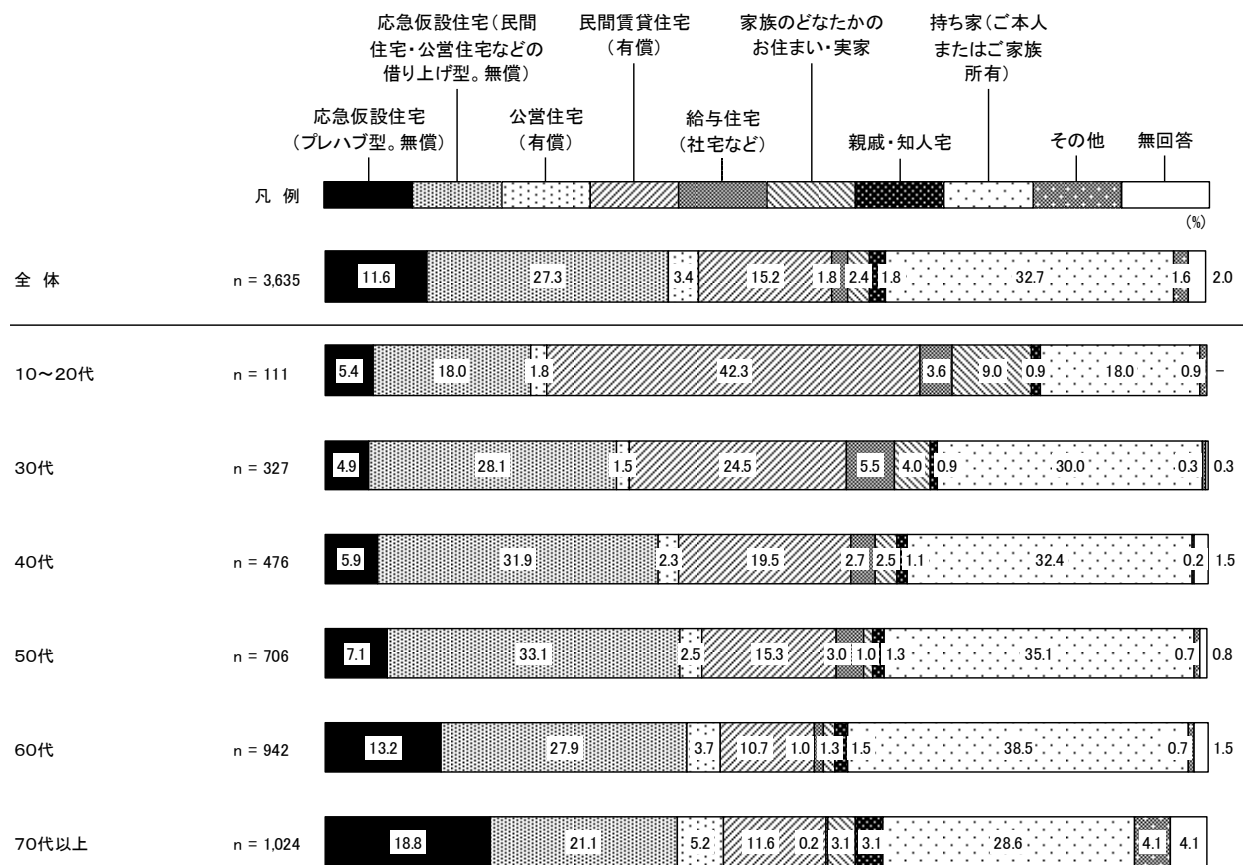 応急仮設住宅（民間
住宅・公営住宅などの
借り上げ型。無償）
民間賃貸住宅
（有償）
家族のどなたかの
お住まい・実家
持ち家（ご本人
またはご家族
所有）
応急仮設住宅
（プレハブ型。無償）
公営住宅
（有償）
給与住宅
（社宅など）
親戚・知人宅
その他
無回答
凡 例
(%)
全 体 n = 3,635 11.6 27.3 3.4 15.2 1.8 2.4 1.8 32.7 1.6 2.0
10～20代 n = 111 5.4 18.0 1.8 42.3 3.6 9.0 0.9 18.0 0.9 -
30代 n = 327 4.9 28.1 1.5 24.5 5.5 4.0 0.9 30.0 0.3 0.3
40代 n = 476 5.9 31.9 2.3 19.5 2.7 2.5 1.1 32.4 0.2 1.5
50代 n = 706 7.1 33.1 2.5 15.3 3.0 1.0 1.3 35.1 0.7 0.8
60代 n = 942 13.2 27.9 3.7 10.7 1.0 1.3 1.5 38.5 0.7 1.5
70代以上 n = 1,024 18.8 21.1 5.2 11.6 0.2 3.1 3.1 28.6 4.1 4.1